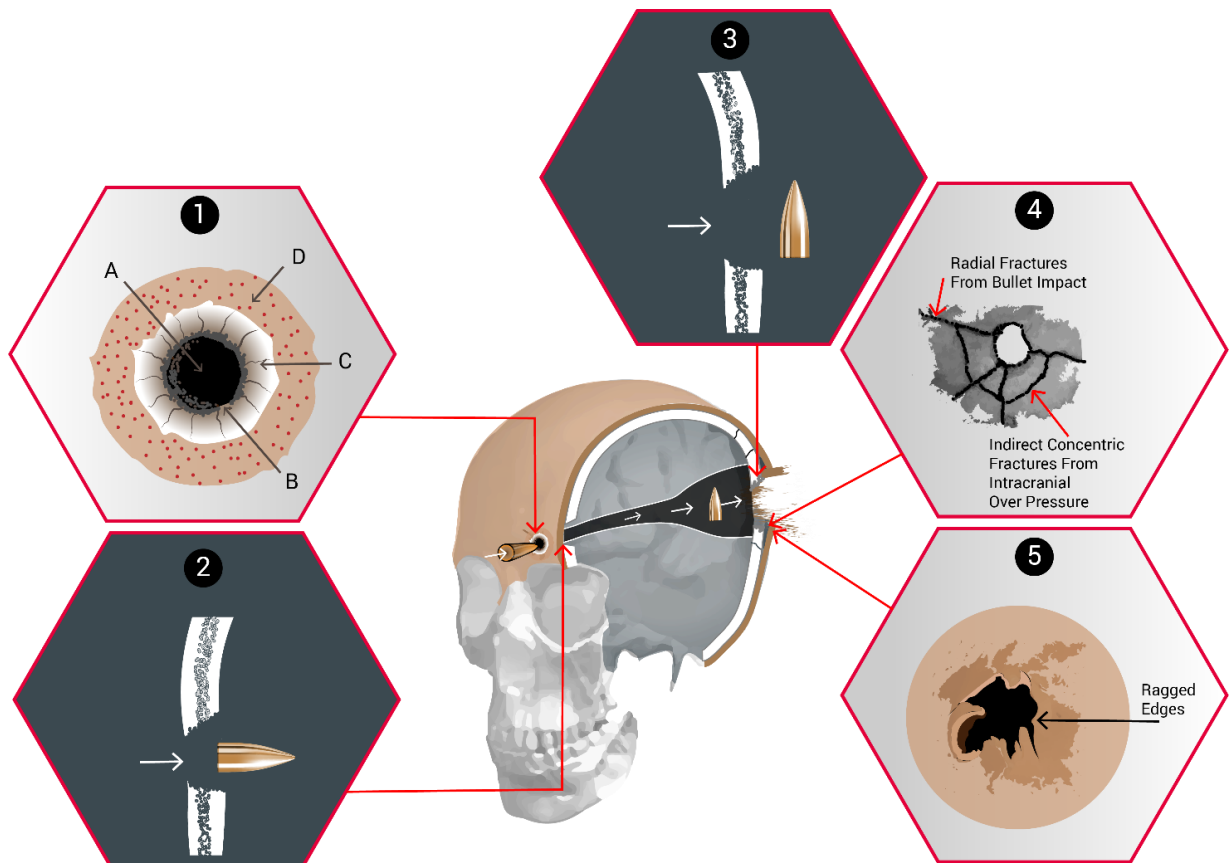 1
A
D
C
B
2
3
4
Radial Fractures
From Bullet Impact
Indirect Concentric
Fractures From
Intracranial
Over Pressure
5
Ragged
Edges